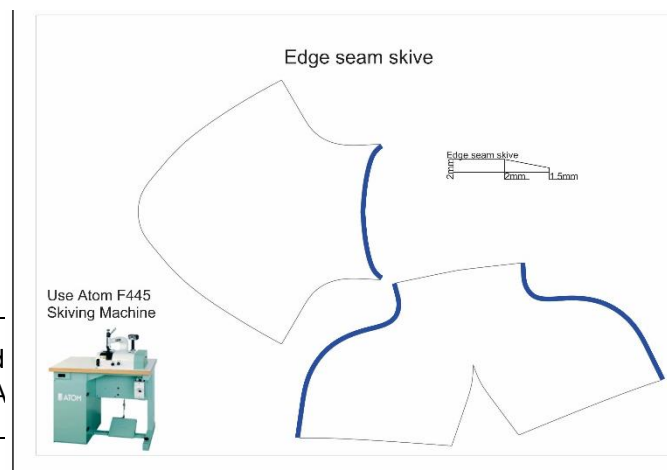 Edge seam skive
Edge seam skive
2mm
2mm
1.5mm
Use Atom F445
Skiving Machine
ATOM
d
A